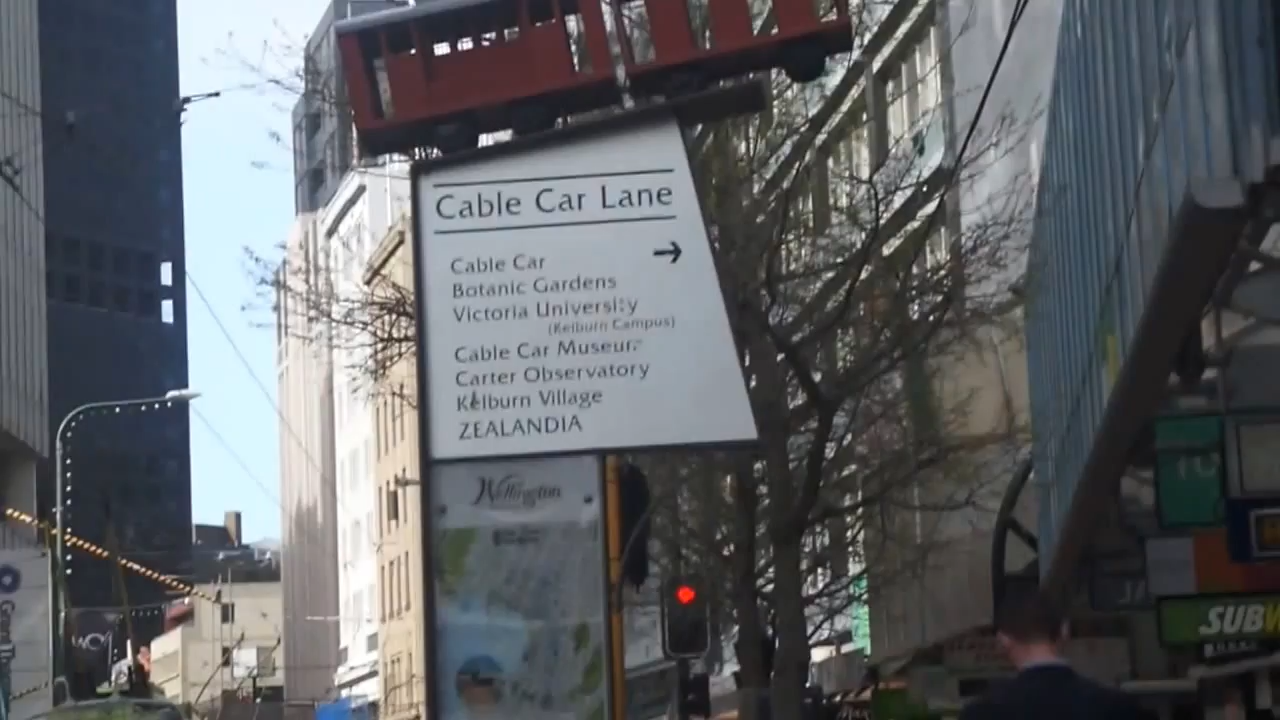 Cable Car Lane
Cable Car →
Botanic Gardens
Victoria University
(Kelburn Campus)
Cable Car Museum
Carter Observatory
Kelburn Village
ZEALANDIA
Wellington
SUBW